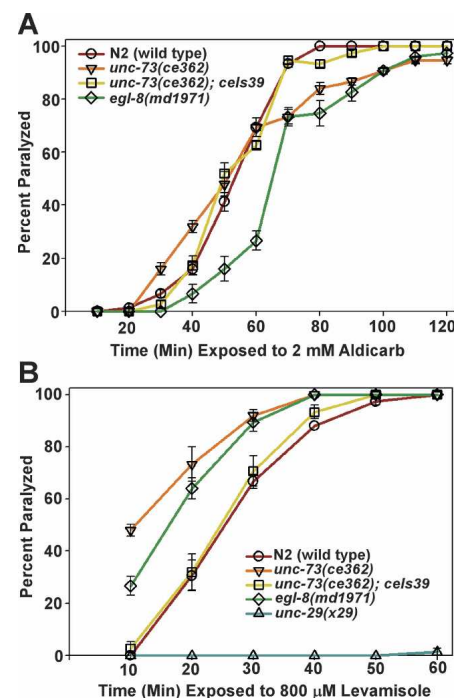 A
N2 (wild type)
unc-73(ce362)
unc-73(ce362); cels39
egl-8(md1971)
Percent Paralyzed
100
80
60
40
20
0
20 40 60 80 100 120
Time (Min) Exposed to 2 mM Aldicarb
B
Percent Paralyzed
100
80
60
40
20
0
N2 (wild type)
unc-73(ce362)
unc-73(ce362); cels39
egl-8(md1971)
unc-29(x29)
10 20 30 40 50 60
Time (Min) Exposed to 800 µM Levamisole